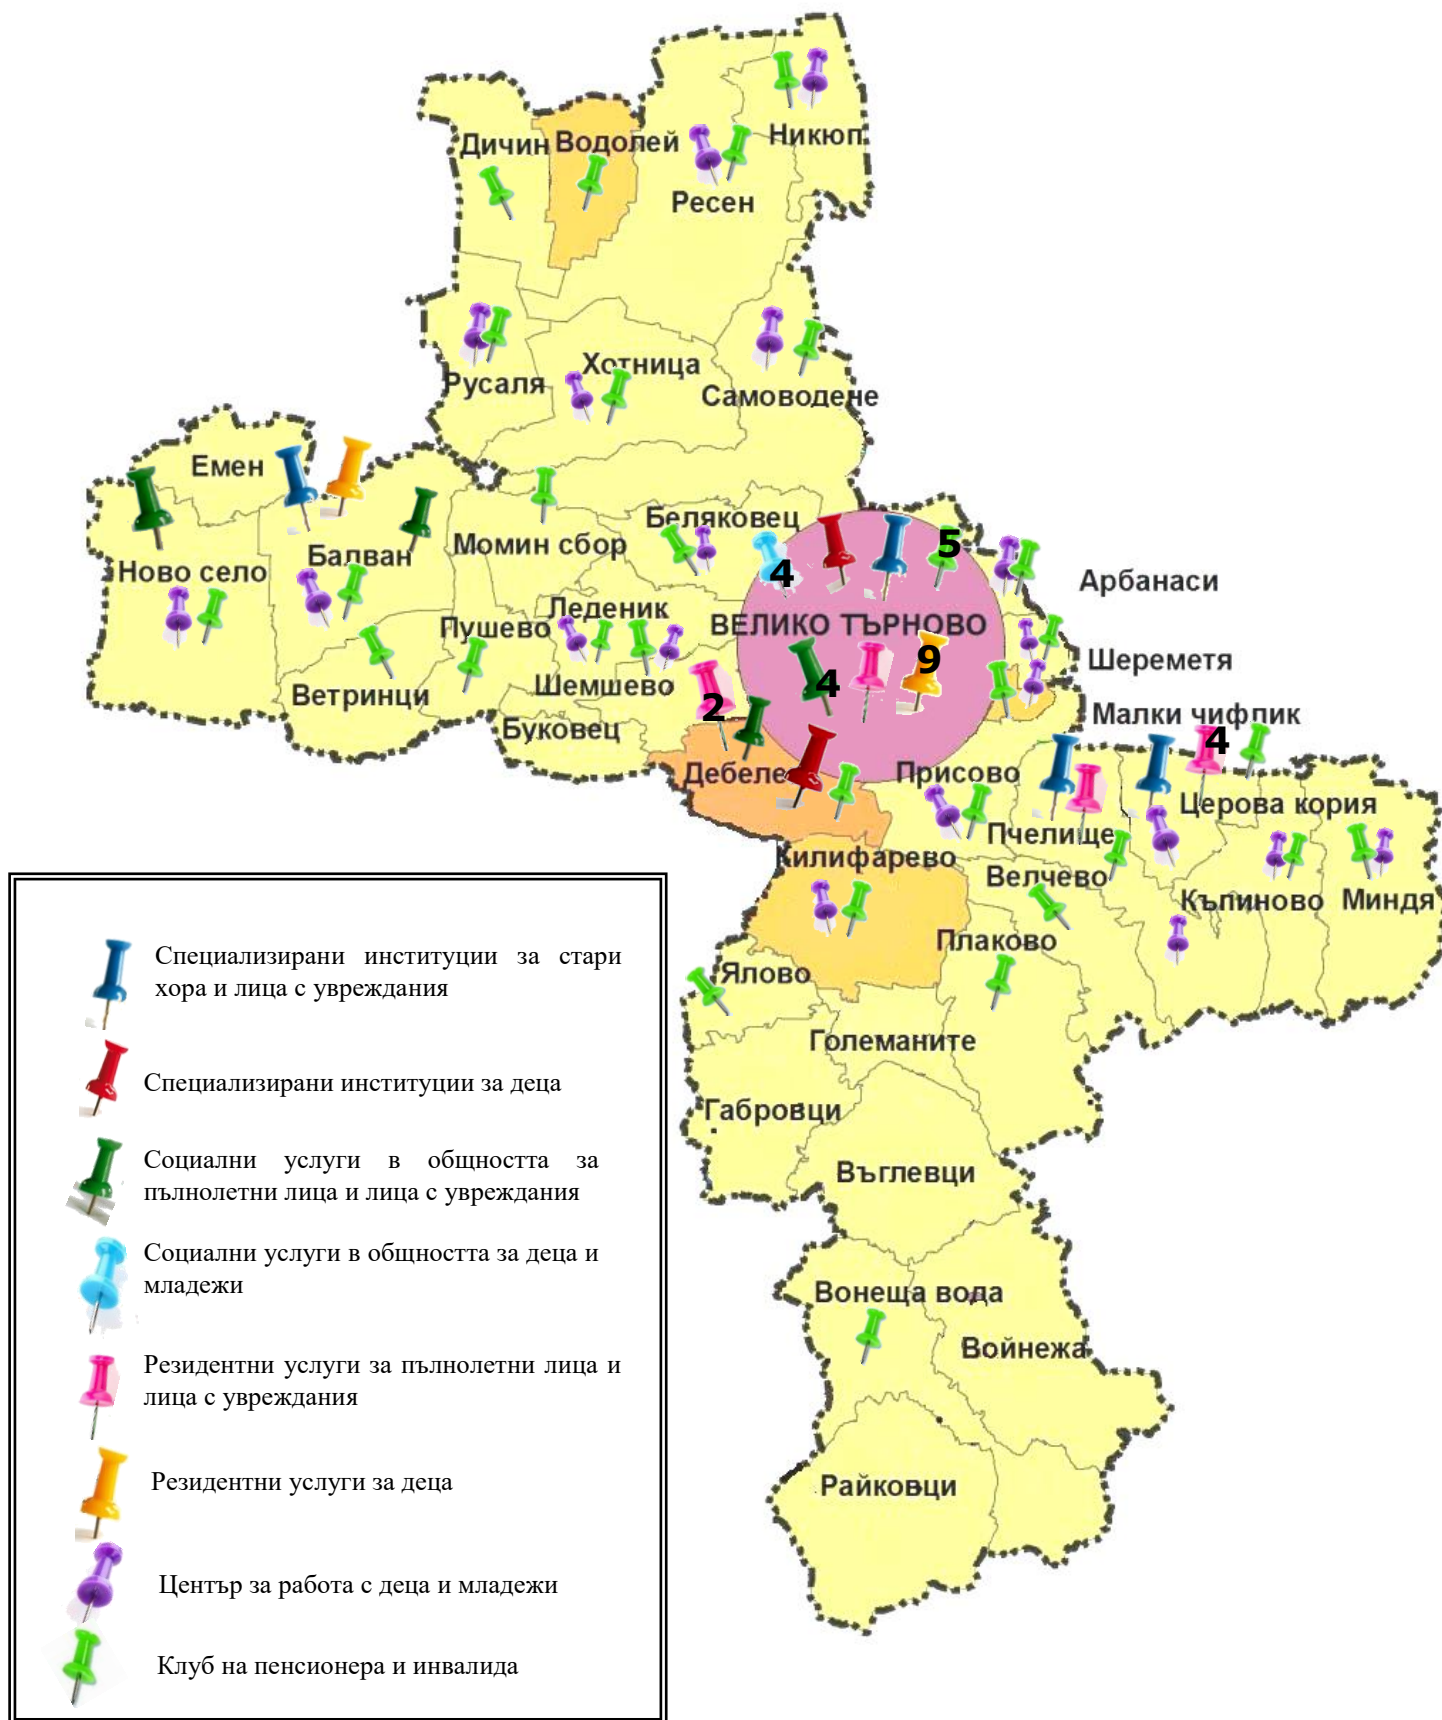 Никюп
Дичин
Водолей
Ресен
Хотница
Русаля
Самоводене
Емен
Беляковец
Момин сбор
Балван
Ново село
5
4
Арбанаси
Леденик
ВЕЛИКО ТЪРНОВО
Пушево
9
Шереметя
Шемшево
4
Ветринци
2
Малки чифлик
Буковец
4
Дебеле
Присово
Церова кория
Пчелище
Килифарево
Велчево
Къпиново
Миндя
Плаково
Ялово
Големаните
Габровци
Въглевци
Вонеща вода
Войнежа
Райковци
Специализирани институции за стари
хора и лица с увреждания
Специализирани институции за деца
Социални услуги в общността за
пълнолетни лица и лица с увреждания
Социални услуги в общността за деца и
младежи
Резидентни услуги за пълнолетни лица и
лица с увреждания
Резидентни услуги за деца
Център за работа с деца и младежи
Клуб на пенсионера и инвалида